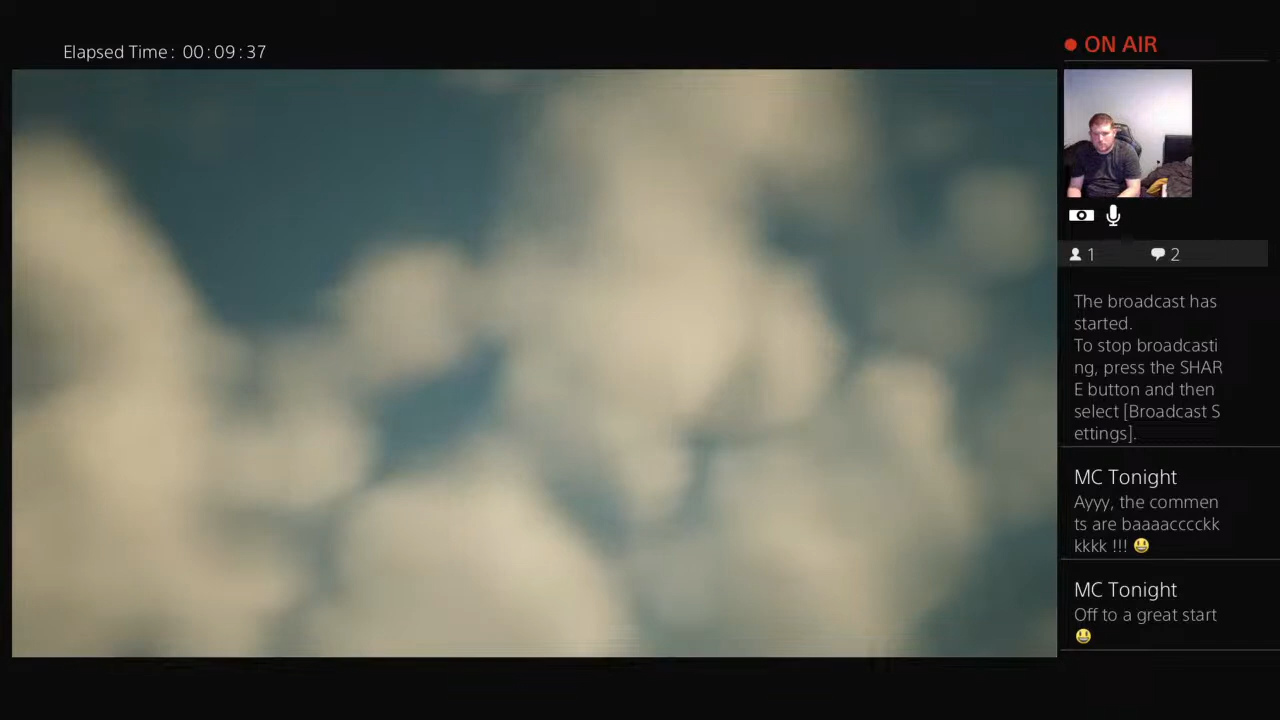 Elapsed Time: 00:09:37
ON AIR
1
2
The broadcast has
started.
To stop broadcasti
ng, press the SHAR
E button and then
select [Broadcast S
ettings].
MC Tonight
Ayyy, the commen
ts are baaaacccckk
kkkk !!! 😃
MC Tonight
Off to a great start
😃